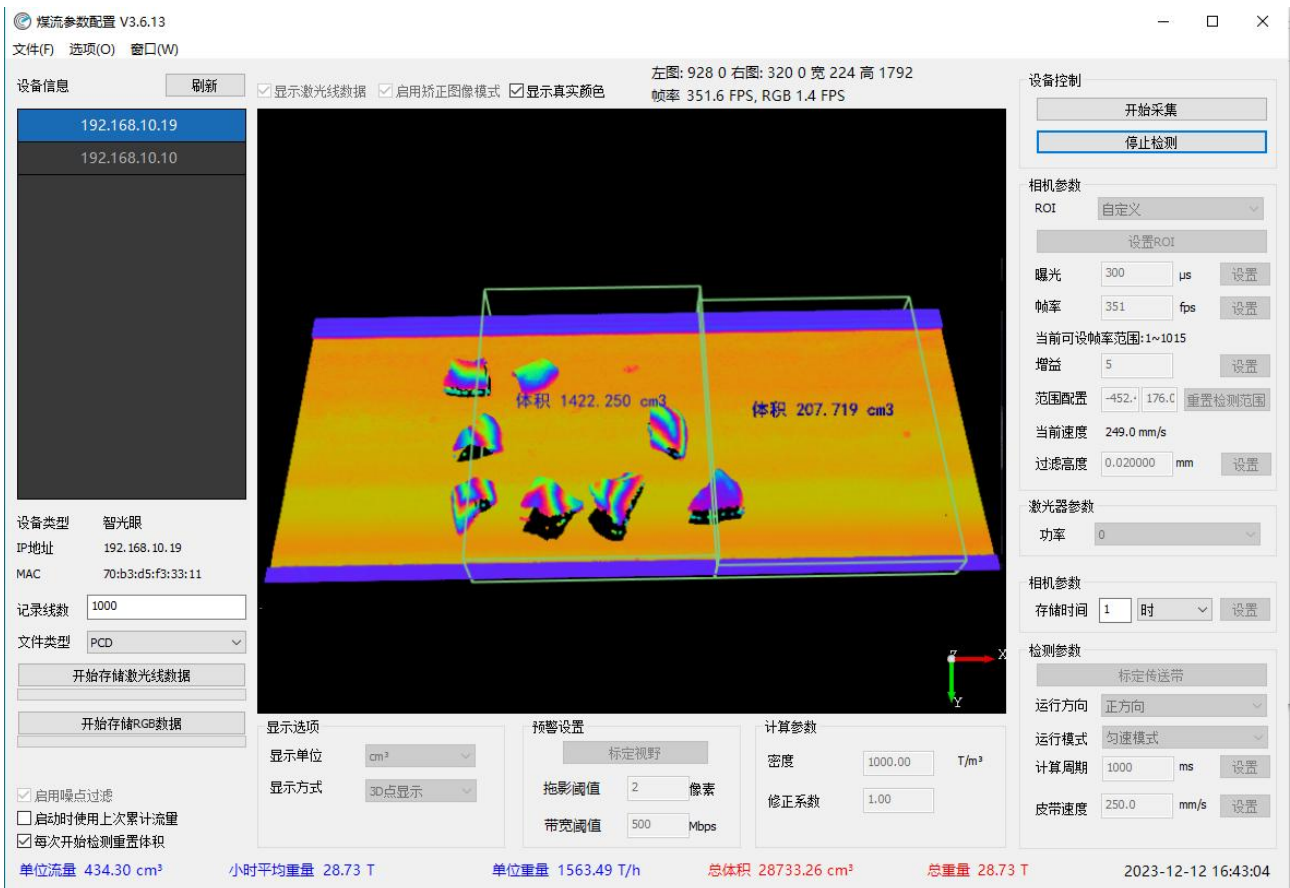 煤流参数配置 V3.6.13
文件(F) 选项(O) 窗口(W)
设备信息
刷新
192.168.10.19
192.168.10.10
设备类型 智光眼
IP地址 192.168.10.19
MAC 70:b3:d5:f3:33:11
记录线数 1000
文件类型 PCD
开始存储激光线数据
开始存储RGB数据
启用噪点过滤
启动时使用上次累计流量
每次开始检测重置体积
显示激光线数据 启用矫正图像模式 显示真实颜色
左图: 928 0 右图: 320 0 宽 224 高 1792
帧率 351.6 FPS, RGB 1.4 FPS
体积 1422.250 cm3
体积 207.719 cm3
Z
X
Y
显示选项
显示单位 cm³
显示方式 3D点显示
预警设置
标定视野
拖影阈值 2 像素
带宽阈值 500 Mbps
计算参数
密度 1000.00 T/m³
修正系数 1.00
设备控制
开始采集
停止检测
相机参数
ROI 自定义
设置ROI
曝光 300 μs 设置
帧率 351 fps 设置
当前可设帧率范围:1~1015
增益 5 设置
范围配置 -452. 176.0 重置检测范围
当前速度 249.0 mm/s
过滤高度 0.020000 mm 设置
激光器参数
功率 0
相机参数
存储时间 1 时 设置
检测参数
标定传送带
运行方向 正方向
运行模式 匀速模式
计算周期 1000 ms 设置
皮带速度 250.0 mm/s 设置
单位流量 434.30 cm³ 小时平均重量 28.73 T 单位重量 1563.49 T/h 总体积 28733.26 cm³ 总重量 28.73 T 2023-12-12 16:43:04